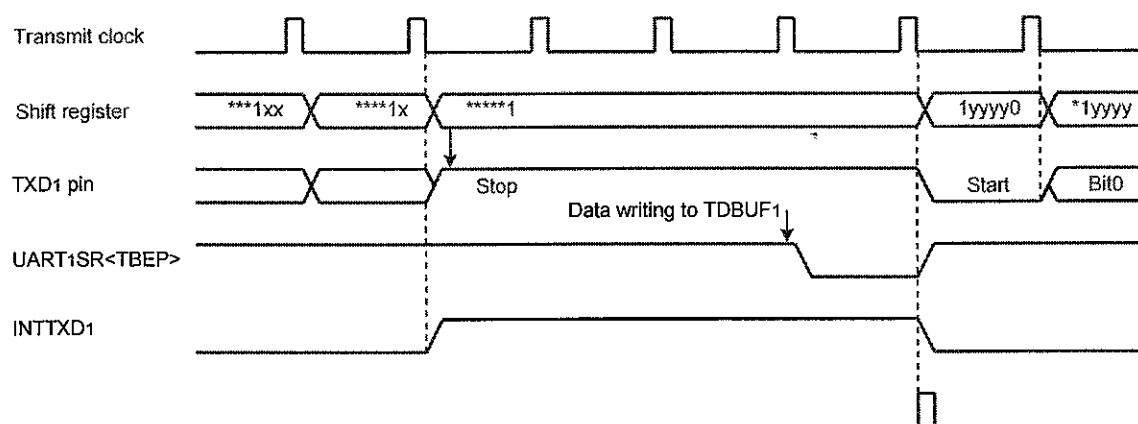 Transmit clock
Shift register
***1xx
****1x
*****1
1yyyy0
*1yyyy
TXD1 pin
Stop
Start
Bit0
Data writing to TDBUF1
UART1SR<TBEP>
INTTXD1